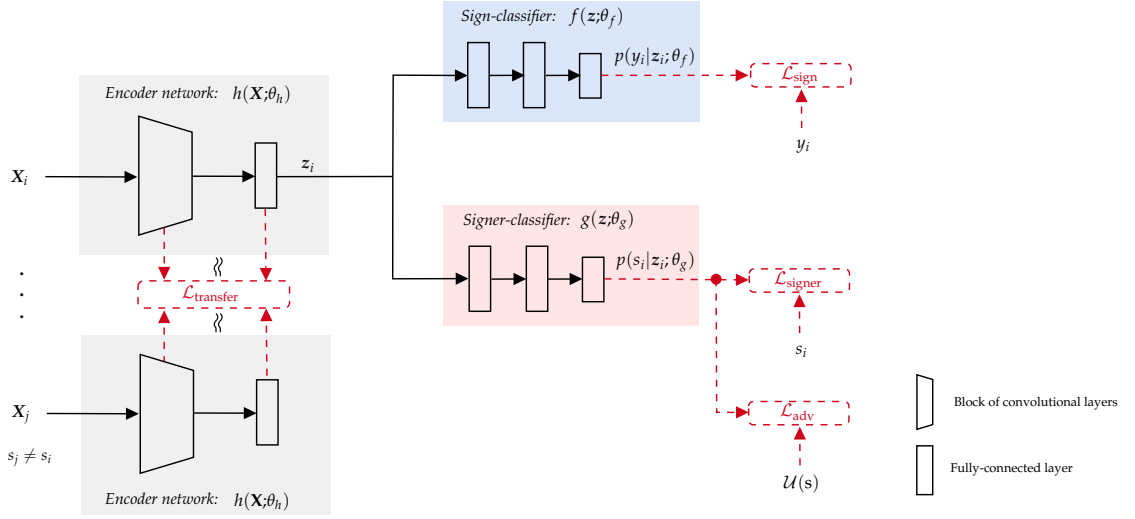 Sign-classifier: f(z;θ_f)
p(y_i|z_i;θ_f)
ℒ_sign
y_i
Encoder network: h(X;θ_h)
X_i
z_i
Signer-classifier: g(z;θ_g)
p(s_i|z_i;θ_g)
ℒ_signer
s_i
ℒ_transfer
X_j
s_j ≠ s_i
Encoder network: h(X;θ_h)
ℒ_adv
𝒰(s)
Block of convolutional layers
Fully-connected layer